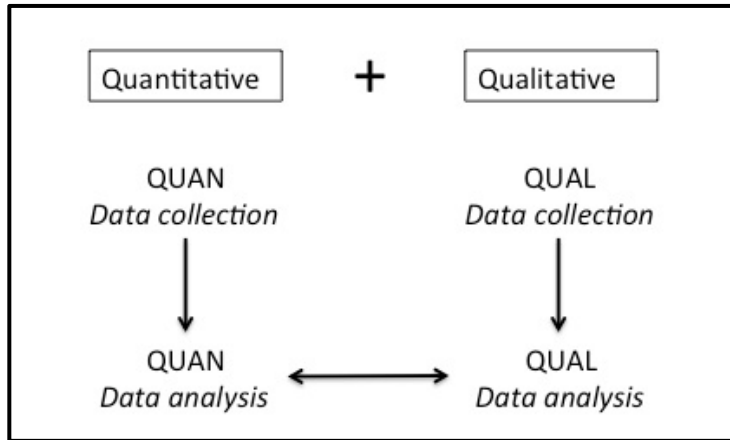 Quantitative + Qualitative
QUAN QUAL
Data collection Data collection
QUAN QUAL
Data analysis Data analysis